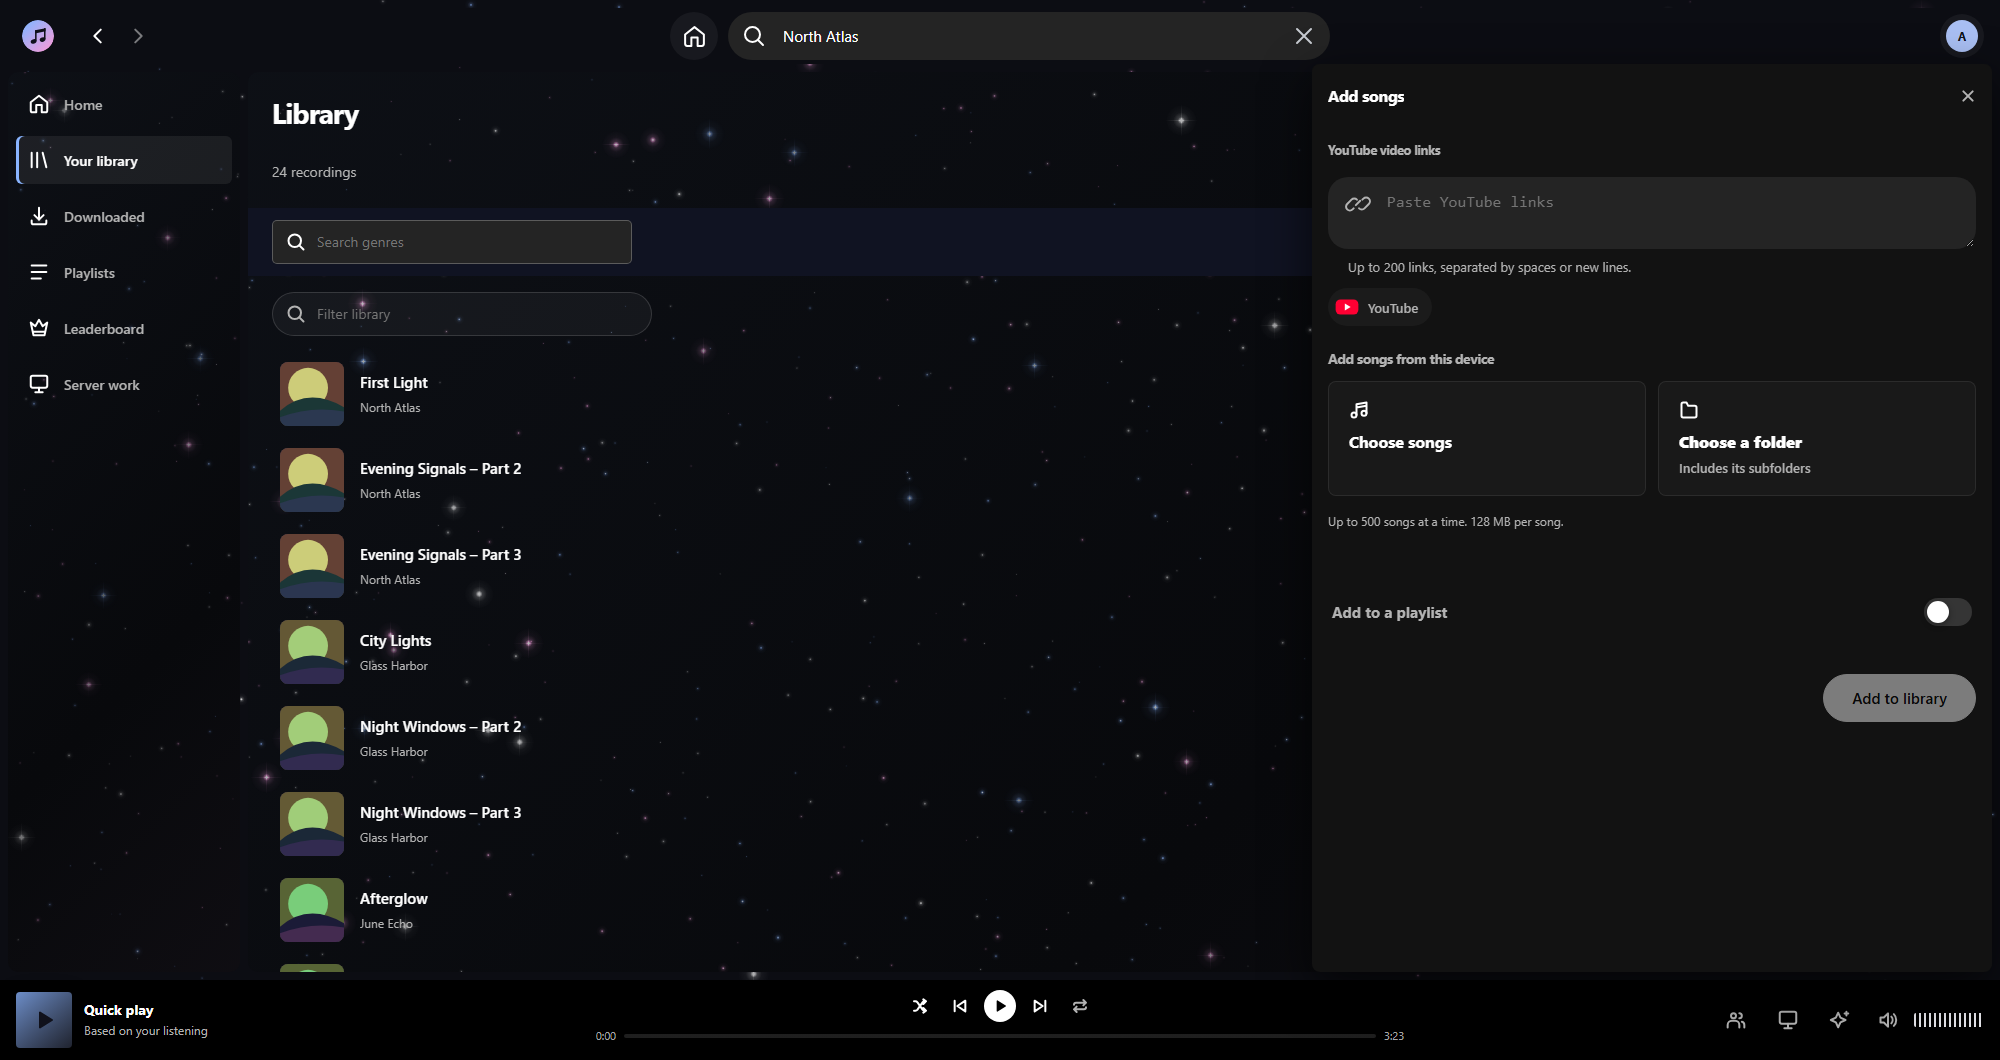 North Atlas
A
Home
Your library
Downloaded
Playlists
Leaderboard
Server work
Library
24 recordings
Search genres
Filter library
First Light
North Atlas
Evening Signals – Part 2
North Atlas
Evening Signals – Part 3
North Atlas
City Lights
Glass Harbor
Night Windows – Part 2
Glass Harbor
Night Windows – Part 3
Glass Harbor
Afterglow
June Echo
Add songs
YouTube video links
Paste YouTube links
Up to 200 links, separated by spaces or new lines.
YouTube
Add songs from this device
Choose songs
Choose a folder
Includes its subfolders
Up to 500 songs at a time. 128 MB per song.
Add to a playlist
Add to library
Quick play
Based on your listening
0:00
3:23